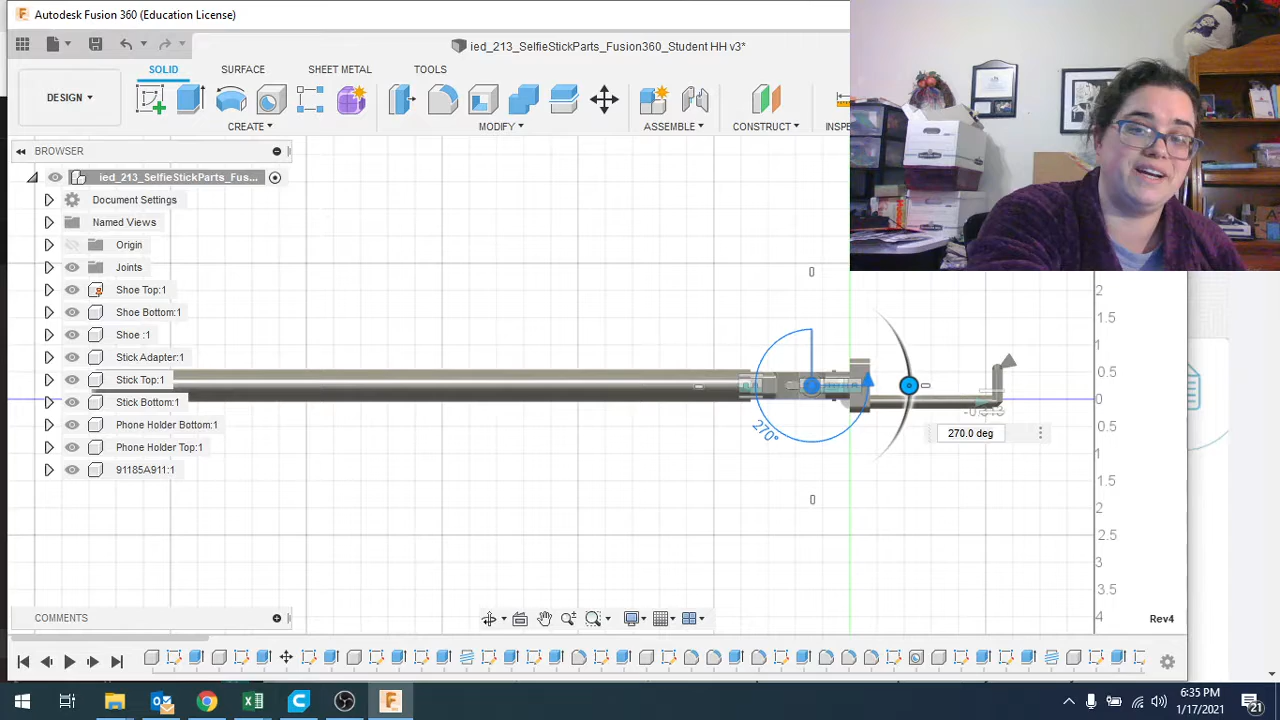 Autodesk Fusion 360 (Education License)
ied_213_SelfieStickParts_Fusion360_Student HH v3*
SOLID SURFACE SHEET METAL TOOLS
DESIGN
CREATE MODIFY ASSEMBLE CONSTRUCT
BROWSER
ied_213_SelfieStickParts_Fus...
Document Settings
Named Views
Origin
Joints
Shoe Top:1
Shoe Bottom:1
Shoe :1
Stick Adapter:1
Stick Top:1
Stick Bottom:1
Phone Holder Bottom:1
Phone Holder Top:1
91185A911:1
0
270°
0
270.0 deg
2
1.5
1
0.5
0
0.5
1
1.5
2
2.5
3
3.5
4
COMMENTS
Rev4
6:35 PM
1/17/2021
21